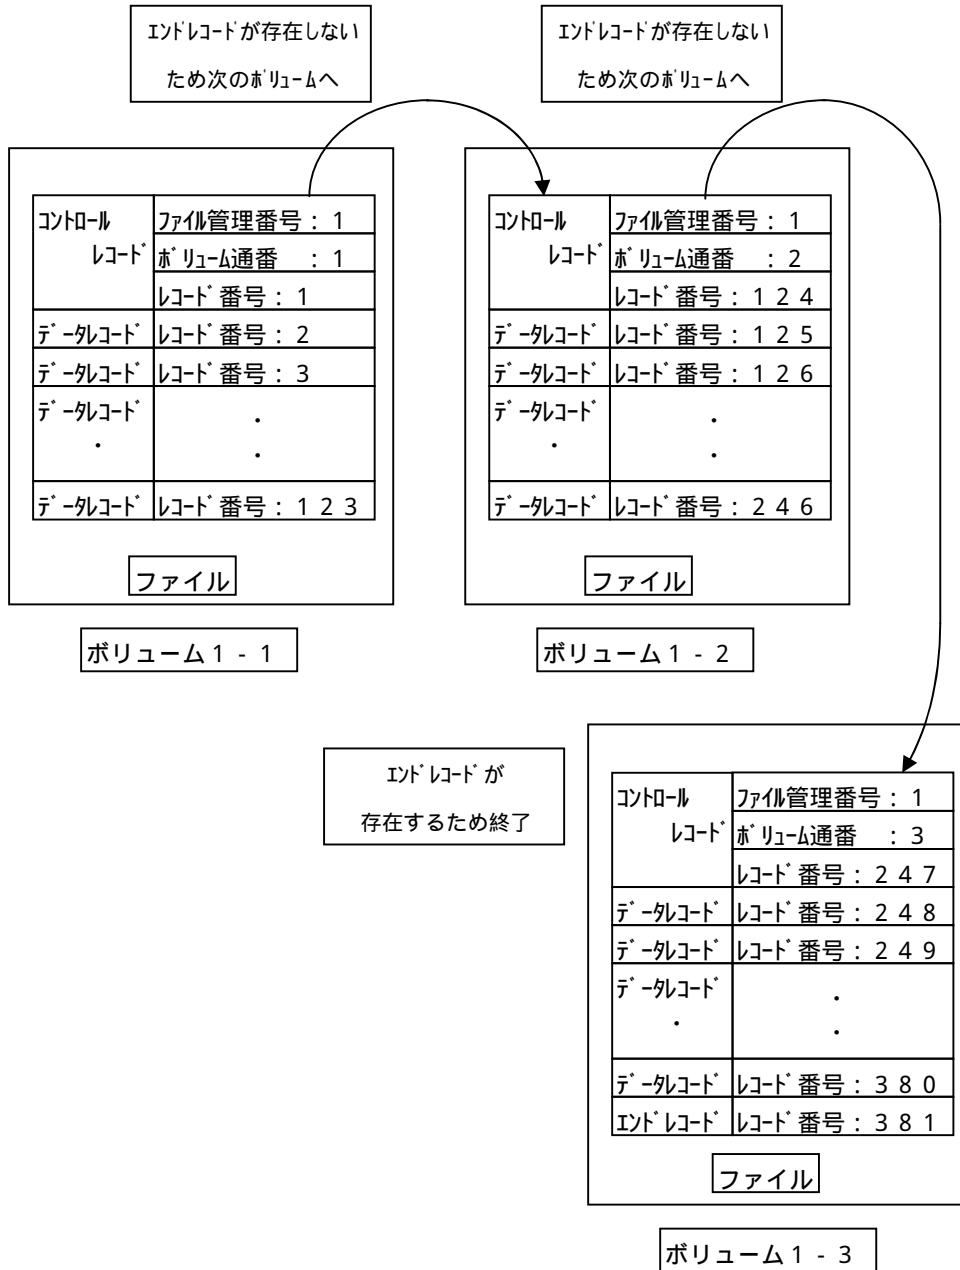 ｴﾝﾄﾞﾚｺｰﾄﾞが存在しない
ため次のﾎﾞﾘｭｰﾑへ
ｴﾝﾄﾞﾚｺｰﾄﾞが存在しない
ため次のﾎﾞﾘｭｰﾑへ
ｺﾝﾄﾛｰﾙ
ﾚｺｰﾄﾞ
ﾌｧｲﾙ管理番号：１
ﾎﾞﾘｭｰﾑ通番　：１
ﾚｺｰﾄﾞ番号：１
ﾃﾞｰﾀﾚｺｰﾄﾞ ﾚｺｰﾄﾞ番号：２
ﾃﾞｰﾀﾚｺｰﾄﾞ ﾚｺｰﾄﾞ番号：３
ﾃﾞｰﾀﾚｺｰﾄﾞ ・
・ ・
ﾃﾞｰﾀﾚｺｰﾄﾞ ﾚｺｰﾄﾞ番号：１２３
ファイル
ボリューム１-１
ｺﾝﾄﾛｰﾙ
ﾚｺｰﾄﾞ
ﾌｧｲﾙ管理番号：１
ﾎﾞﾘｭｰﾑ通番　：２
ﾚｺｰﾄﾞ番号：１２４
ﾃﾞｰﾀﾚｺｰﾄﾞ ﾚｺｰﾄﾞ番号：１２５
ﾃﾞｰﾀﾚｺｰﾄﾞ ﾚｺｰﾄﾞ番号：１２６
ﾃﾞｰﾀﾚｺｰﾄﾞ ・
・ ・
ﾃﾞｰﾀﾚｺｰﾄﾞ ﾚｺｰﾄﾞ番号：２４６
ファイル
ボリューム１-２
ｴﾝﾄﾞﾚｺｰﾄﾞが
存在するため終了
ｺﾝﾄﾛｰﾙ
ﾚｺｰﾄﾞ
ﾌｧｲﾙ管理番号：１
ﾎﾞﾘｭｰﾑ通番　：３
ﾚｺｰﾄﾞ番号：２４７
ﾃﾞｰﾀﾚｺｰﾄﾞ ﾚｺｰﾄﾞ番号：２４８
ﾃﾞｰﾀﾚｺｰﾄﾞ ﾚｺｰﾄﾞ番号：２４９
ﾃﾞｰﾀﾚｺｰﾄﾞ ・
・ ・
ﾃﾞｰﾀﾚｺｰﾄﾞ ﾚｺｰﾄﾞ番号：３８０
ｴﾝﾄﾞﾚｺｰﾄﾞ ﾚｺｰﾄﾞ番号：３８１
ファイル
ボリューム１-３